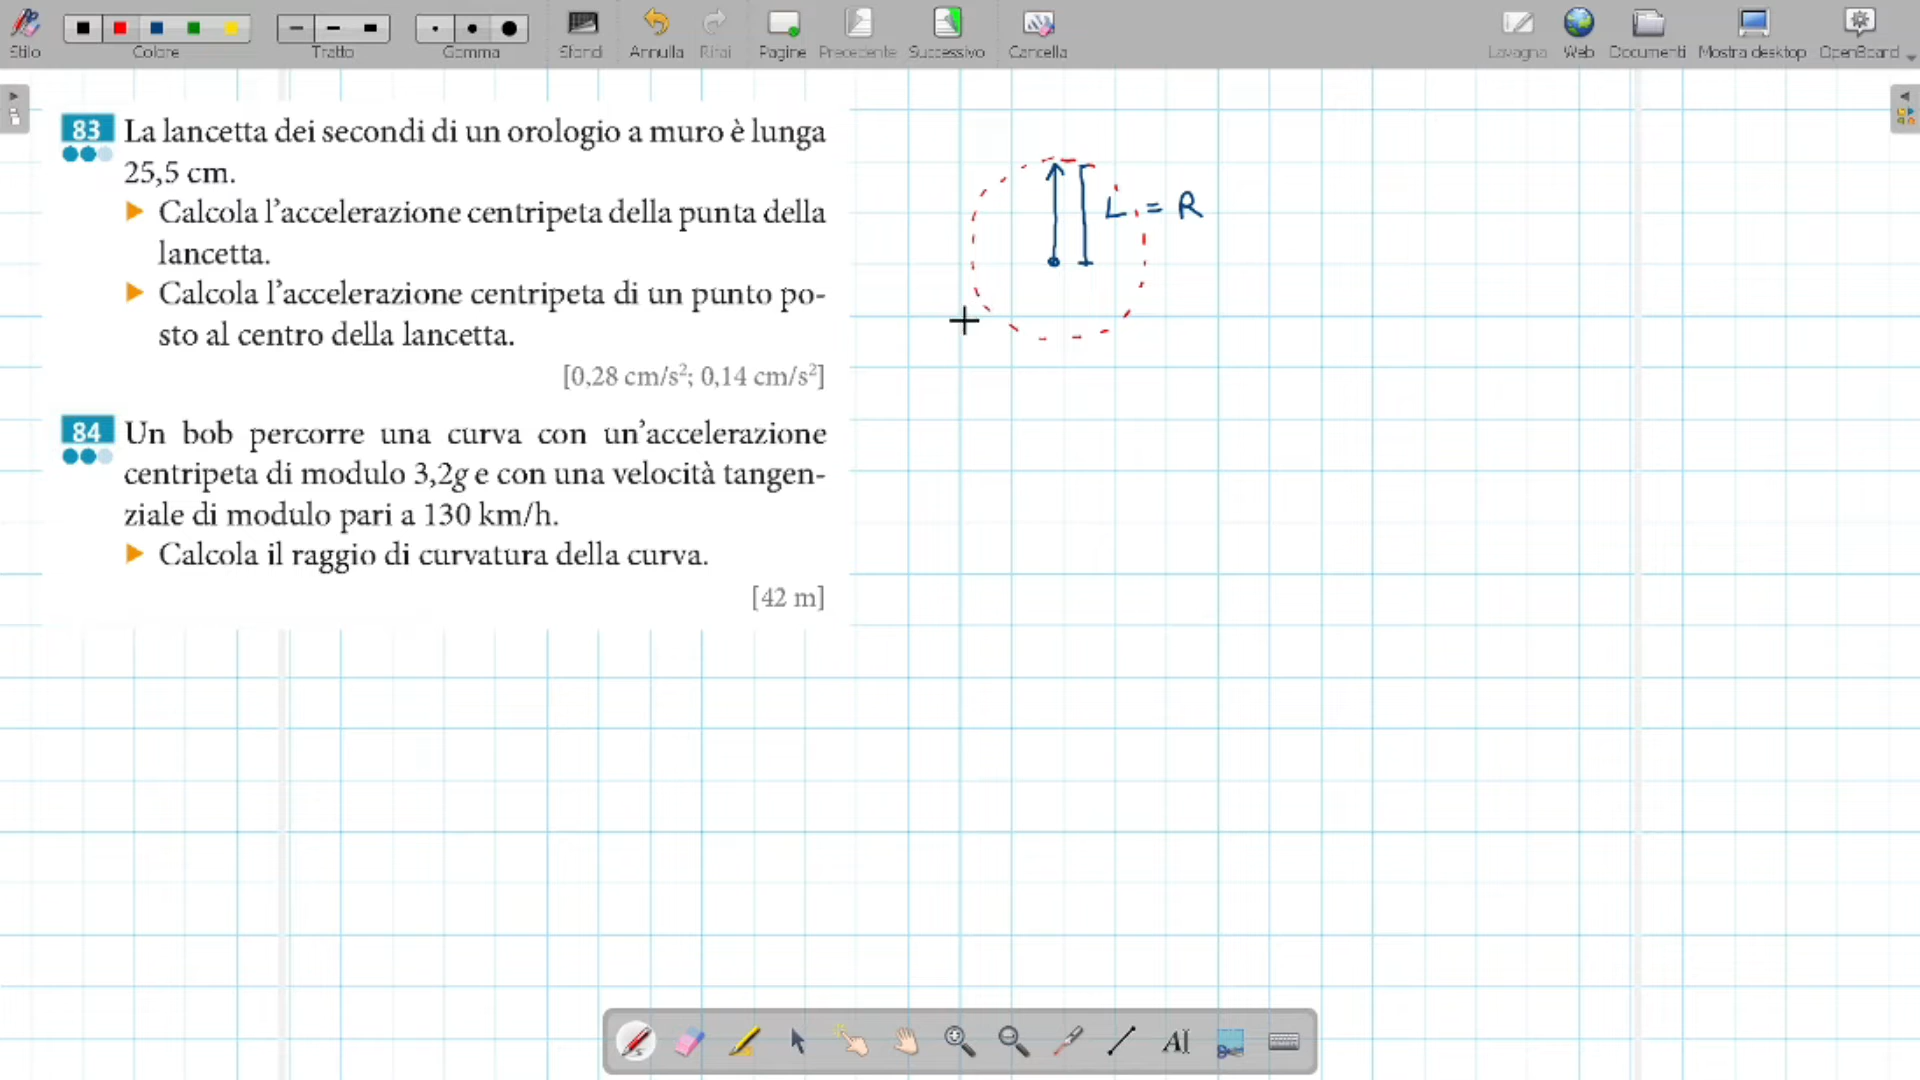 Stilo
Colore
Tratto
Gomma
Sfondi
Annulla
Rifai
Pagine
Precedente
Successivo
Cancella
Lavagna
Web
Documenti
Mostra desktop
OpenBoard
83 La lancetta dei secondi di un orologio a muro è lunga
25,5 cm.
Calcola l'accelerazione centripeta della punta della
lancetta.
Calcola l'accelerazione centripeta di un punto po-
sto al centro della lancetta.
[0,28 cm/s²; 0,14 cm/s²]
84 Un bob percorre una curva con un'accelerazione
centripeta di modulo 3,2g e con una velocità tangen-
ziale di modulo pari a 130 km/h.
Calcola il raggio di curvatura della curva.
[42 m]
L = R
AI